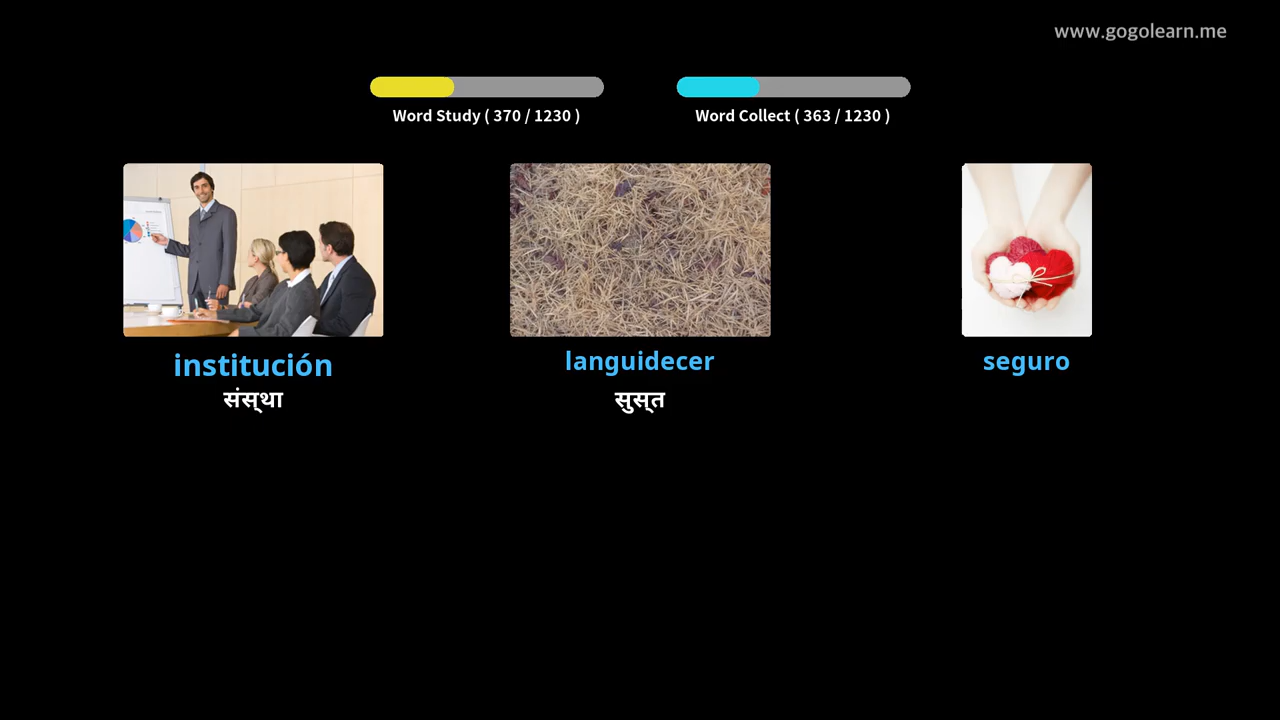 www.gogolearn.me
Word Study ( 370 / 1230 )
Word Collect ( 363 / 1230 )
institución
languidecer
seguro
संस्था
सुस्त